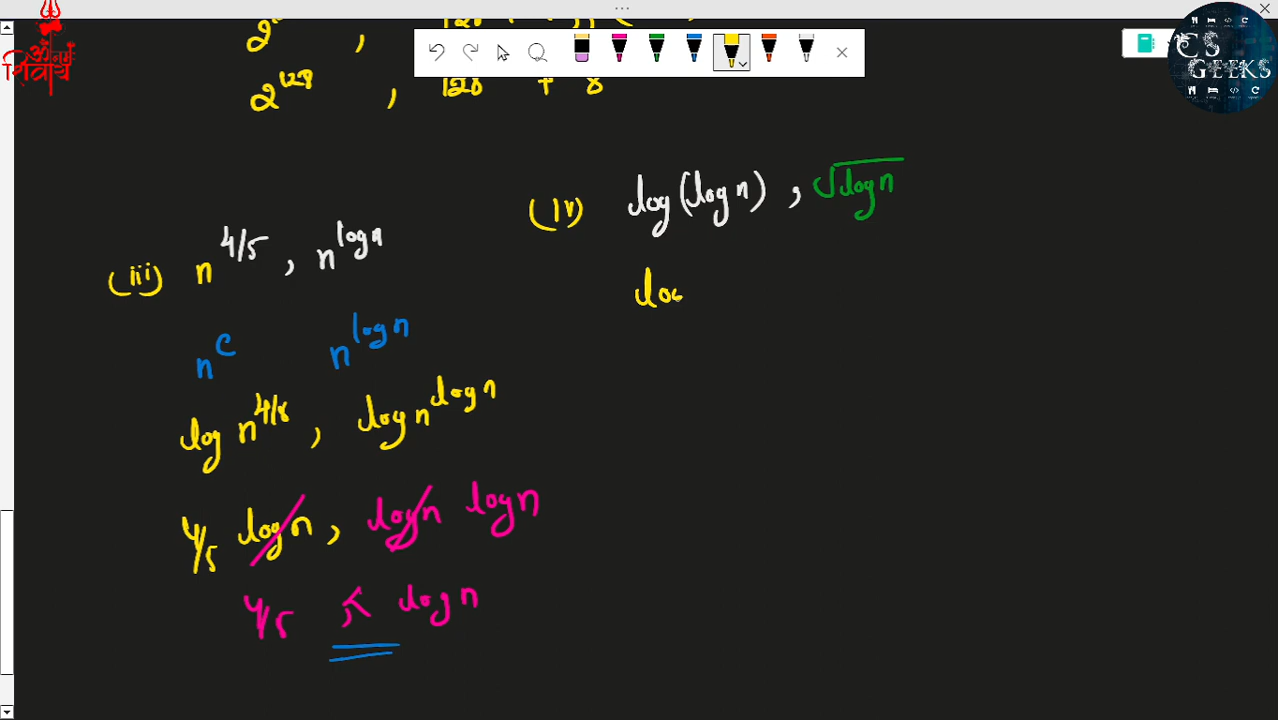 2^128 , 128 + 8
(iii) n^4/5 , n^log n
n^c n^log n
log n^4/5 , log n^log n
4/5 log n , log n log n
4/5 < log n
(iv) log(log n) , √log n
log
ॐ नमः
शिवाय
CS
GEEKS